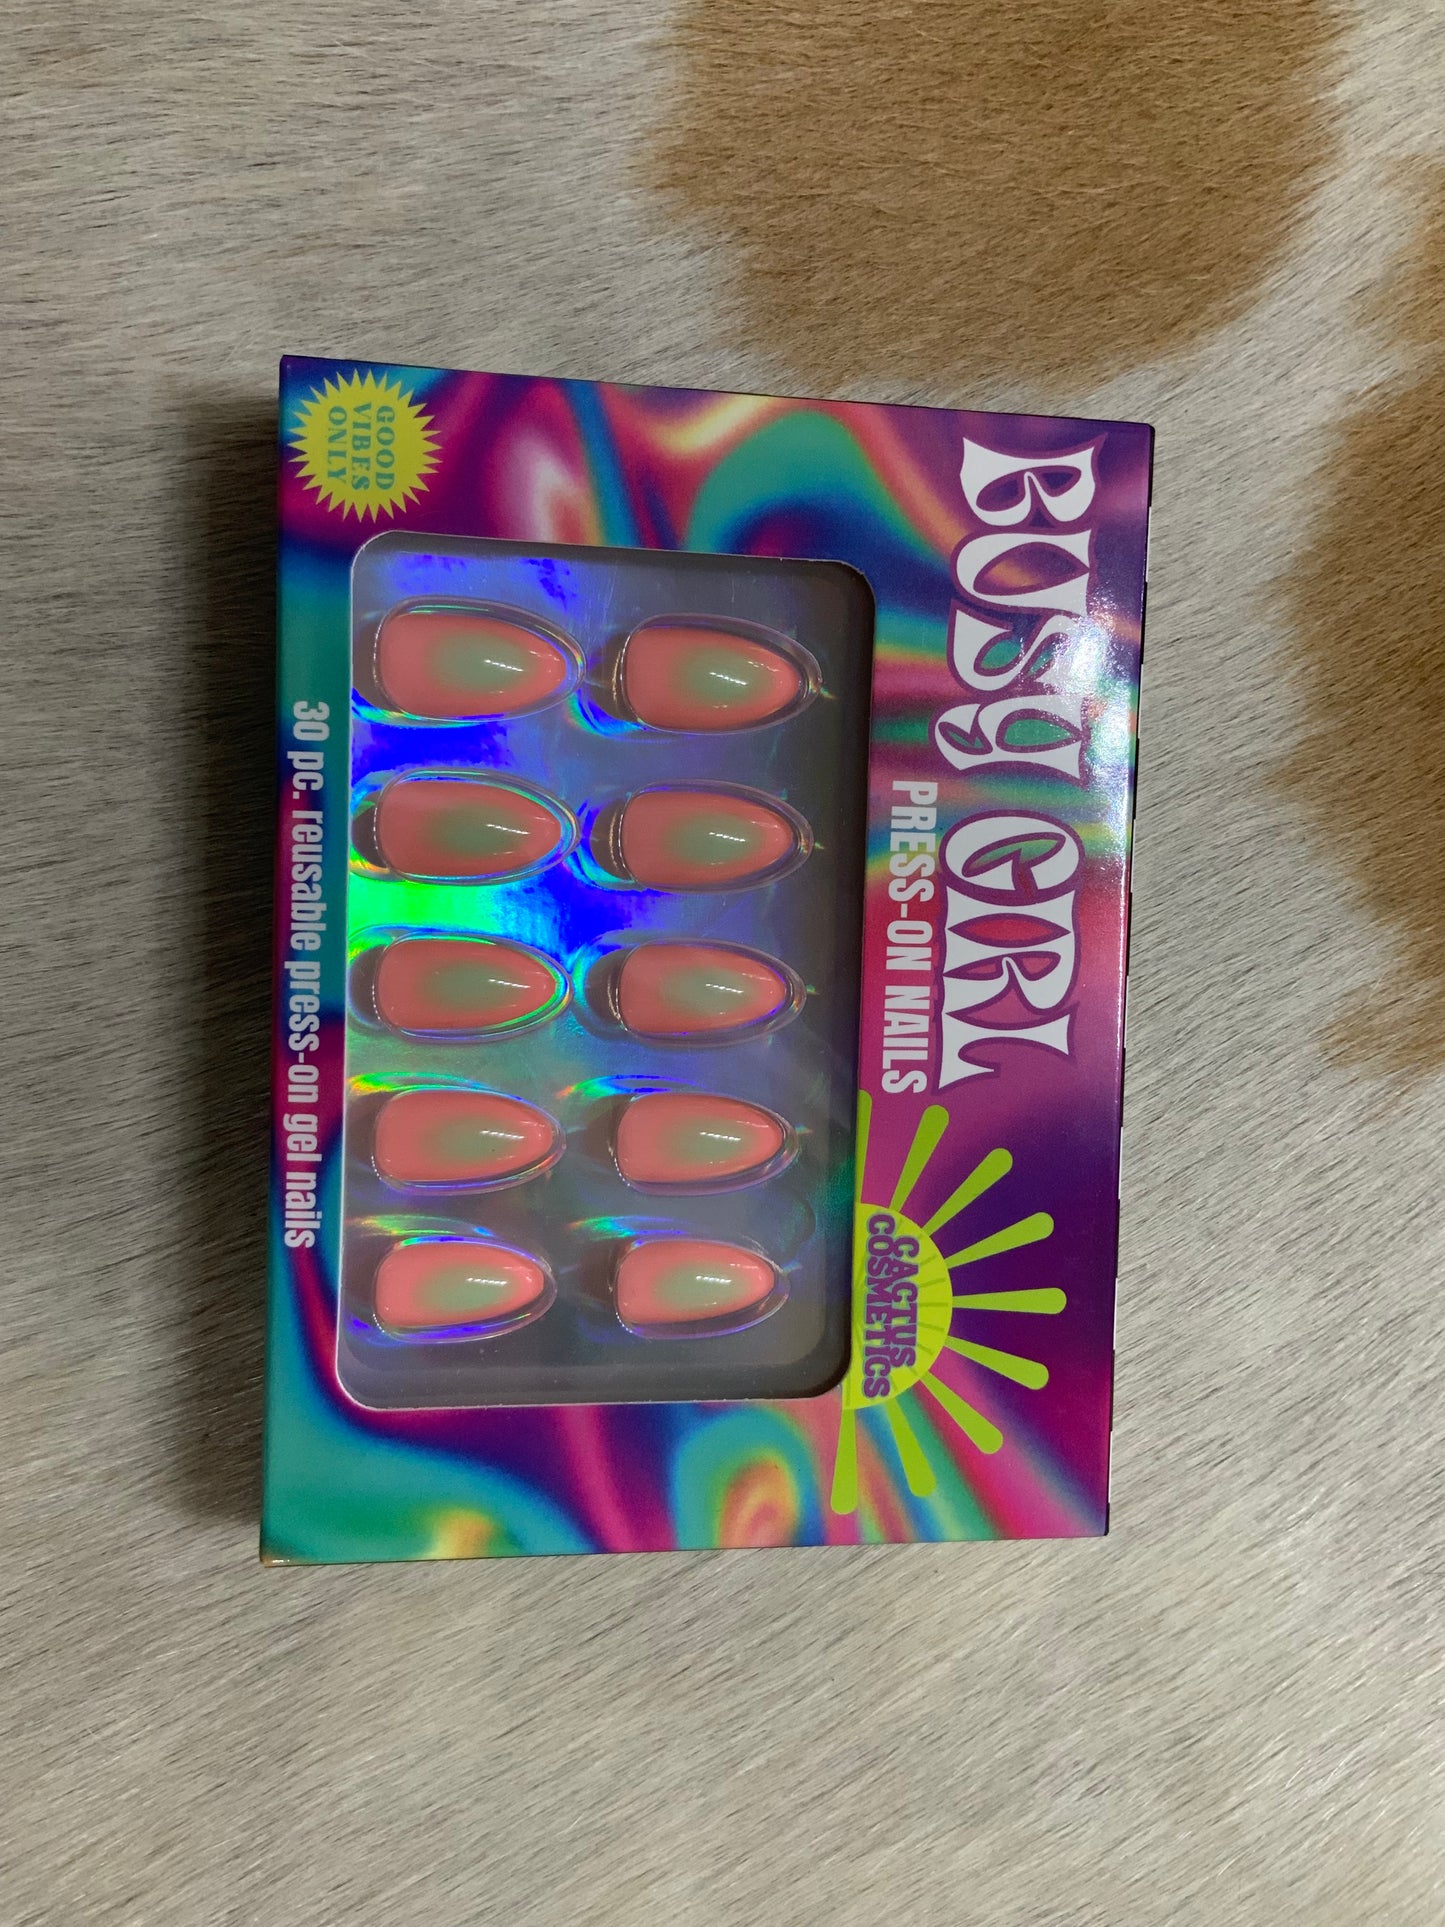 BUSY GIRL
PRESS-ON NAILS
CACTUS
COSMETICS
GOOD
VIBES
ONLY
30 pc. reusable press-on gel nails